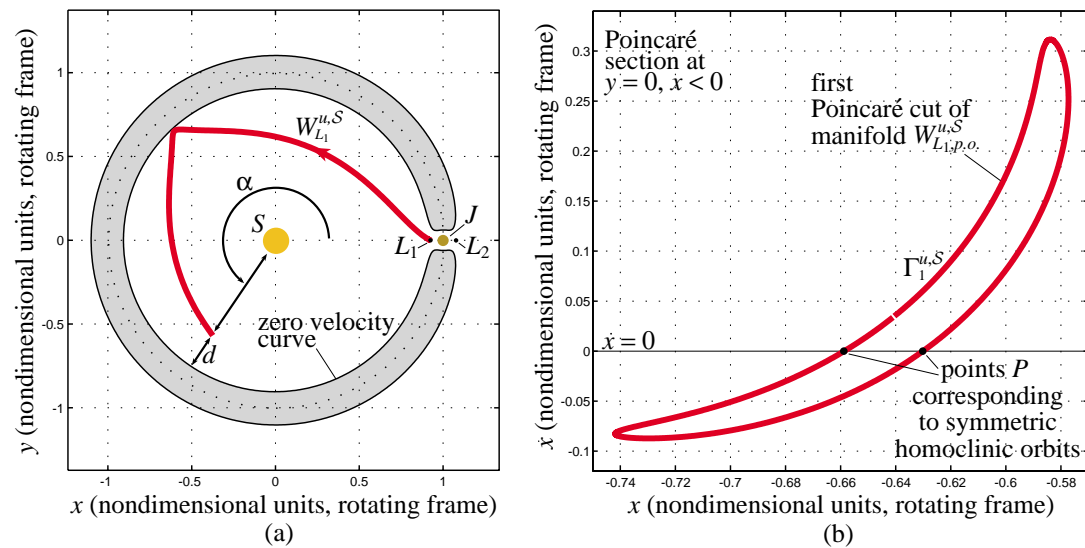 y (nondimensional units, rotating frame)
1
0.5
0
-0.5
-1
W^{u,S}_{L_1}
α
S
J
L_1
L_2
zero velocity
curve
d
-1
-0.5
0
0.5
1
x (nondimensional units, rotating frame)
(a)
ẋ (nondimensional units, rotating frame)
0.3
0.25
0.2
0.15
0.1
0.05
0
-0.05
-0.1
Poincaré
section at
y = 0, x < 0
first
Poincaré cut of
manifold W^{u,S}_{L_1,p.o.}
Γ^{u,S}_1
ẋ = 0
points P
corresponding
to symmetric
homoclinic orbits
-0.74
-0.72
-0.7
-0.68
-0.66
-0.64
-0.62
-0.6
-0.58
x (nondimensional units, rotating frame)
(b)